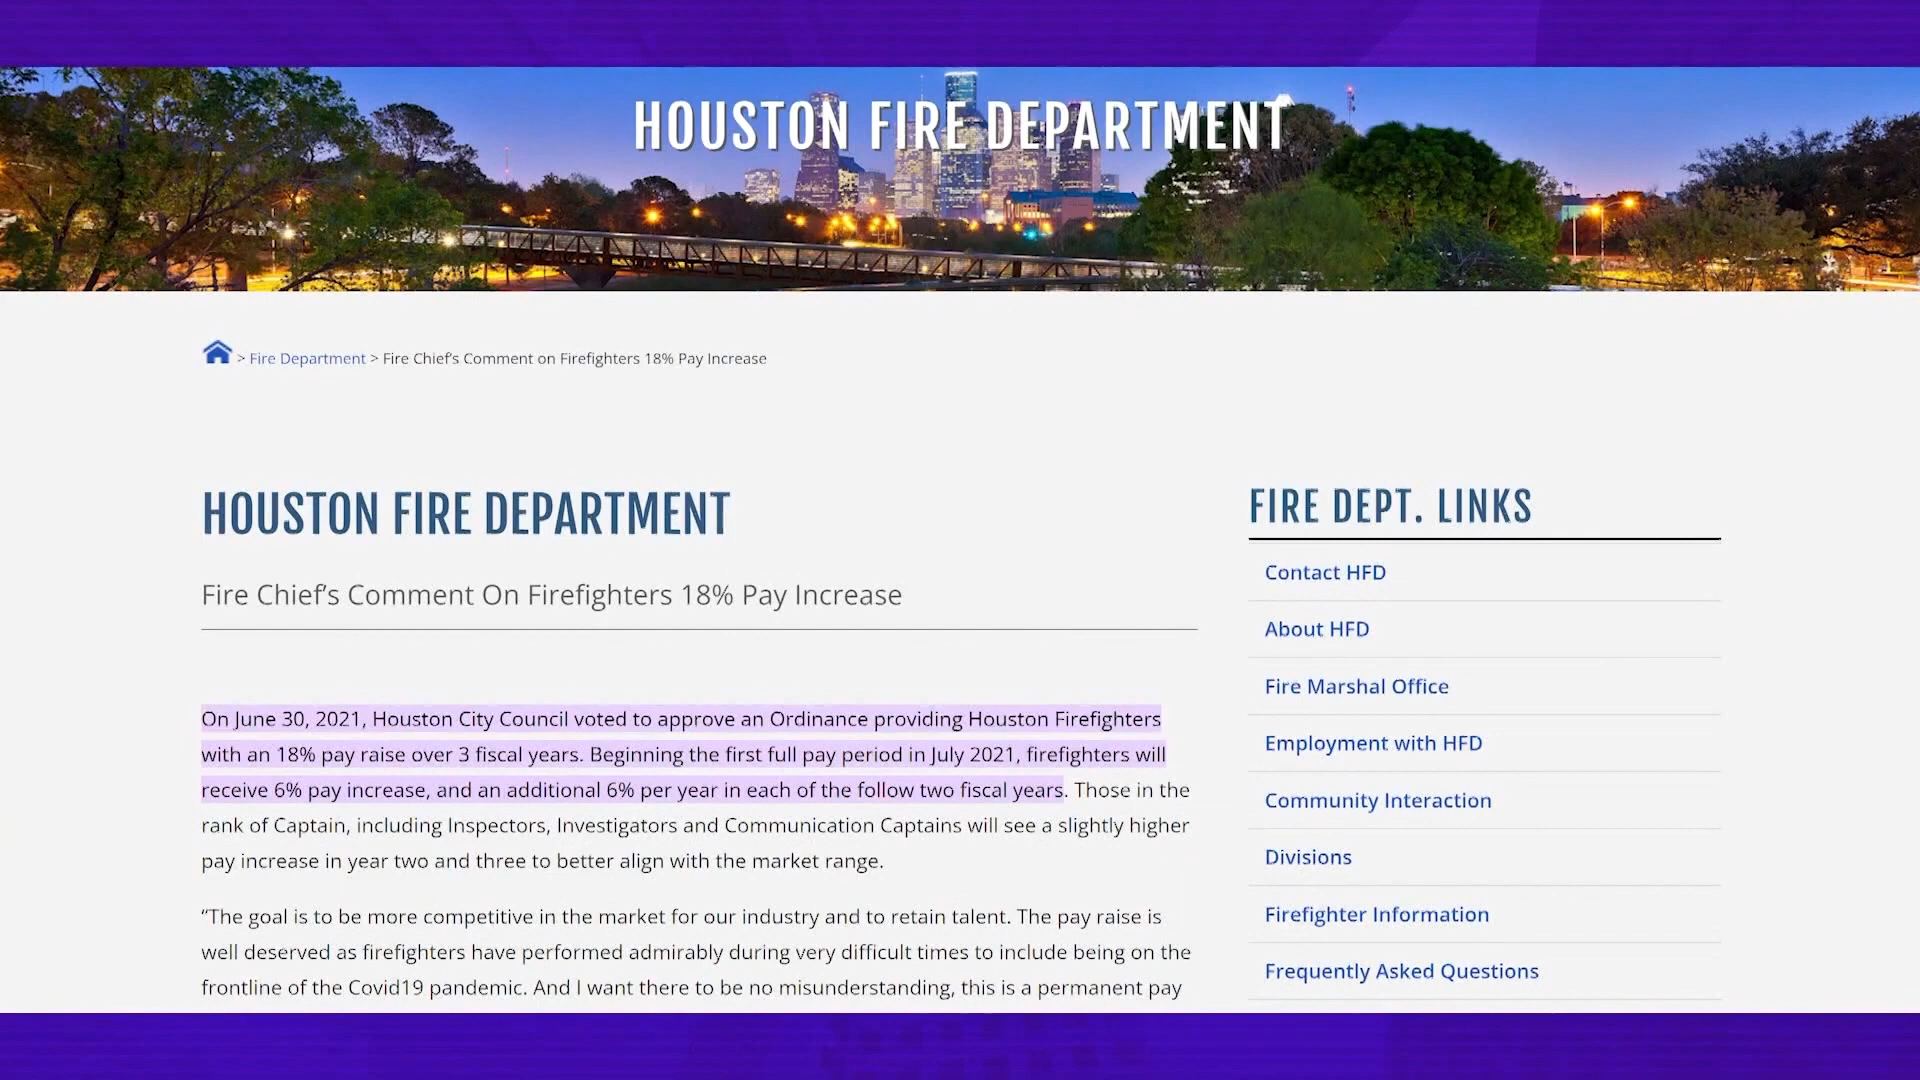 HOUSTON FIRE DEPARTMENT
> Fire Department > Fire Chief's Comment on Firefighters 18% Pay Increase
HOUSTON FIRE DEPARTMENT
Fire Chief's Comment On Firefighters 18% Pay Increase
On June 30, 2021, Houston City Council voted to approve an Ordinance providing Houston Firefighters
with an 18% pay raise over 3 fiscal years. Beginning the first full pay period in July 2021, firefighters will
receive 6% pay increase, and an additional 6% per year in each of the follow two fiscal years. Those in the
rank of Captain, including Inspectors, Investigators and Communication Captains will see a slightly higher
pay increase in year two and three to better align with the market range.
“The goal is to be more competitive in the market for our industry and to retain talent. The pay raise is
well deserved as firefighters have performed admirably during very difficult times to include being on the
frontline of the Covid19 pandemic. And I want there to be no misunderstanding, this is a permanent pay
FIRE DEPT. LINKS
Contact HFD
About HFD
Fire Marshal Office
Employment with HFD
Community Interaction
Divisions
Firefighter Information
Frequently Asked Questions